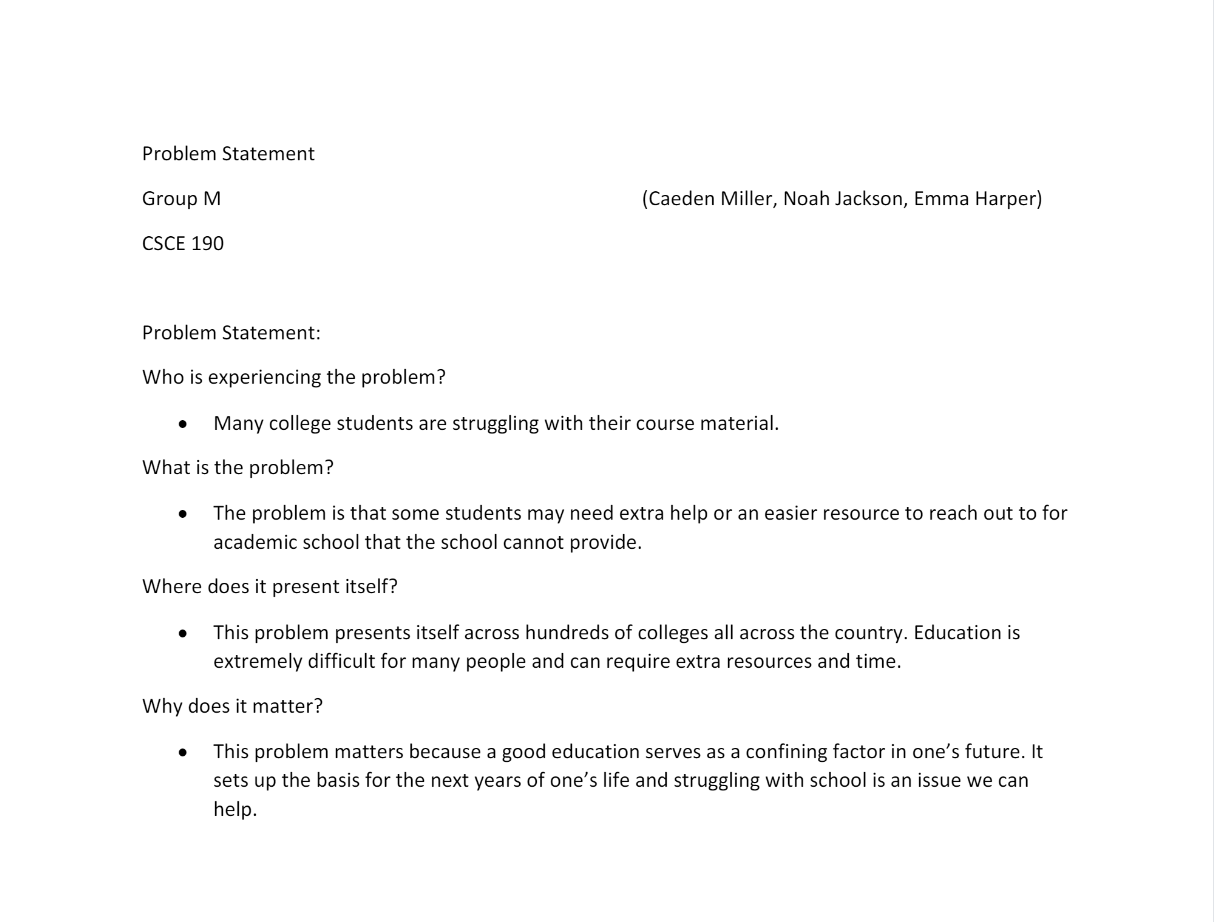 Problem Statement
Group M (Caeden Miller, Noah Jackson, Emma Harper)
CSCE 190
Problem Statement:
Who is experiencing the problem?
• Many college students are struggling with their course material.
What is the problem?
• The problem is that some students may need extra help or an easier resource to reach out to for
academic school that the school cannot provide.
Where does it present itself?
• This problem presents itself across hundreds of colleges all across the country. Education is
extremely difficult for many people and can require extra resources and time.
Why does it matter?
• This problem matters because a good education serves as a confining factor in one’s future. It
sets up the basis for the next years of one’s life and struggling with school is an issue we can
help.